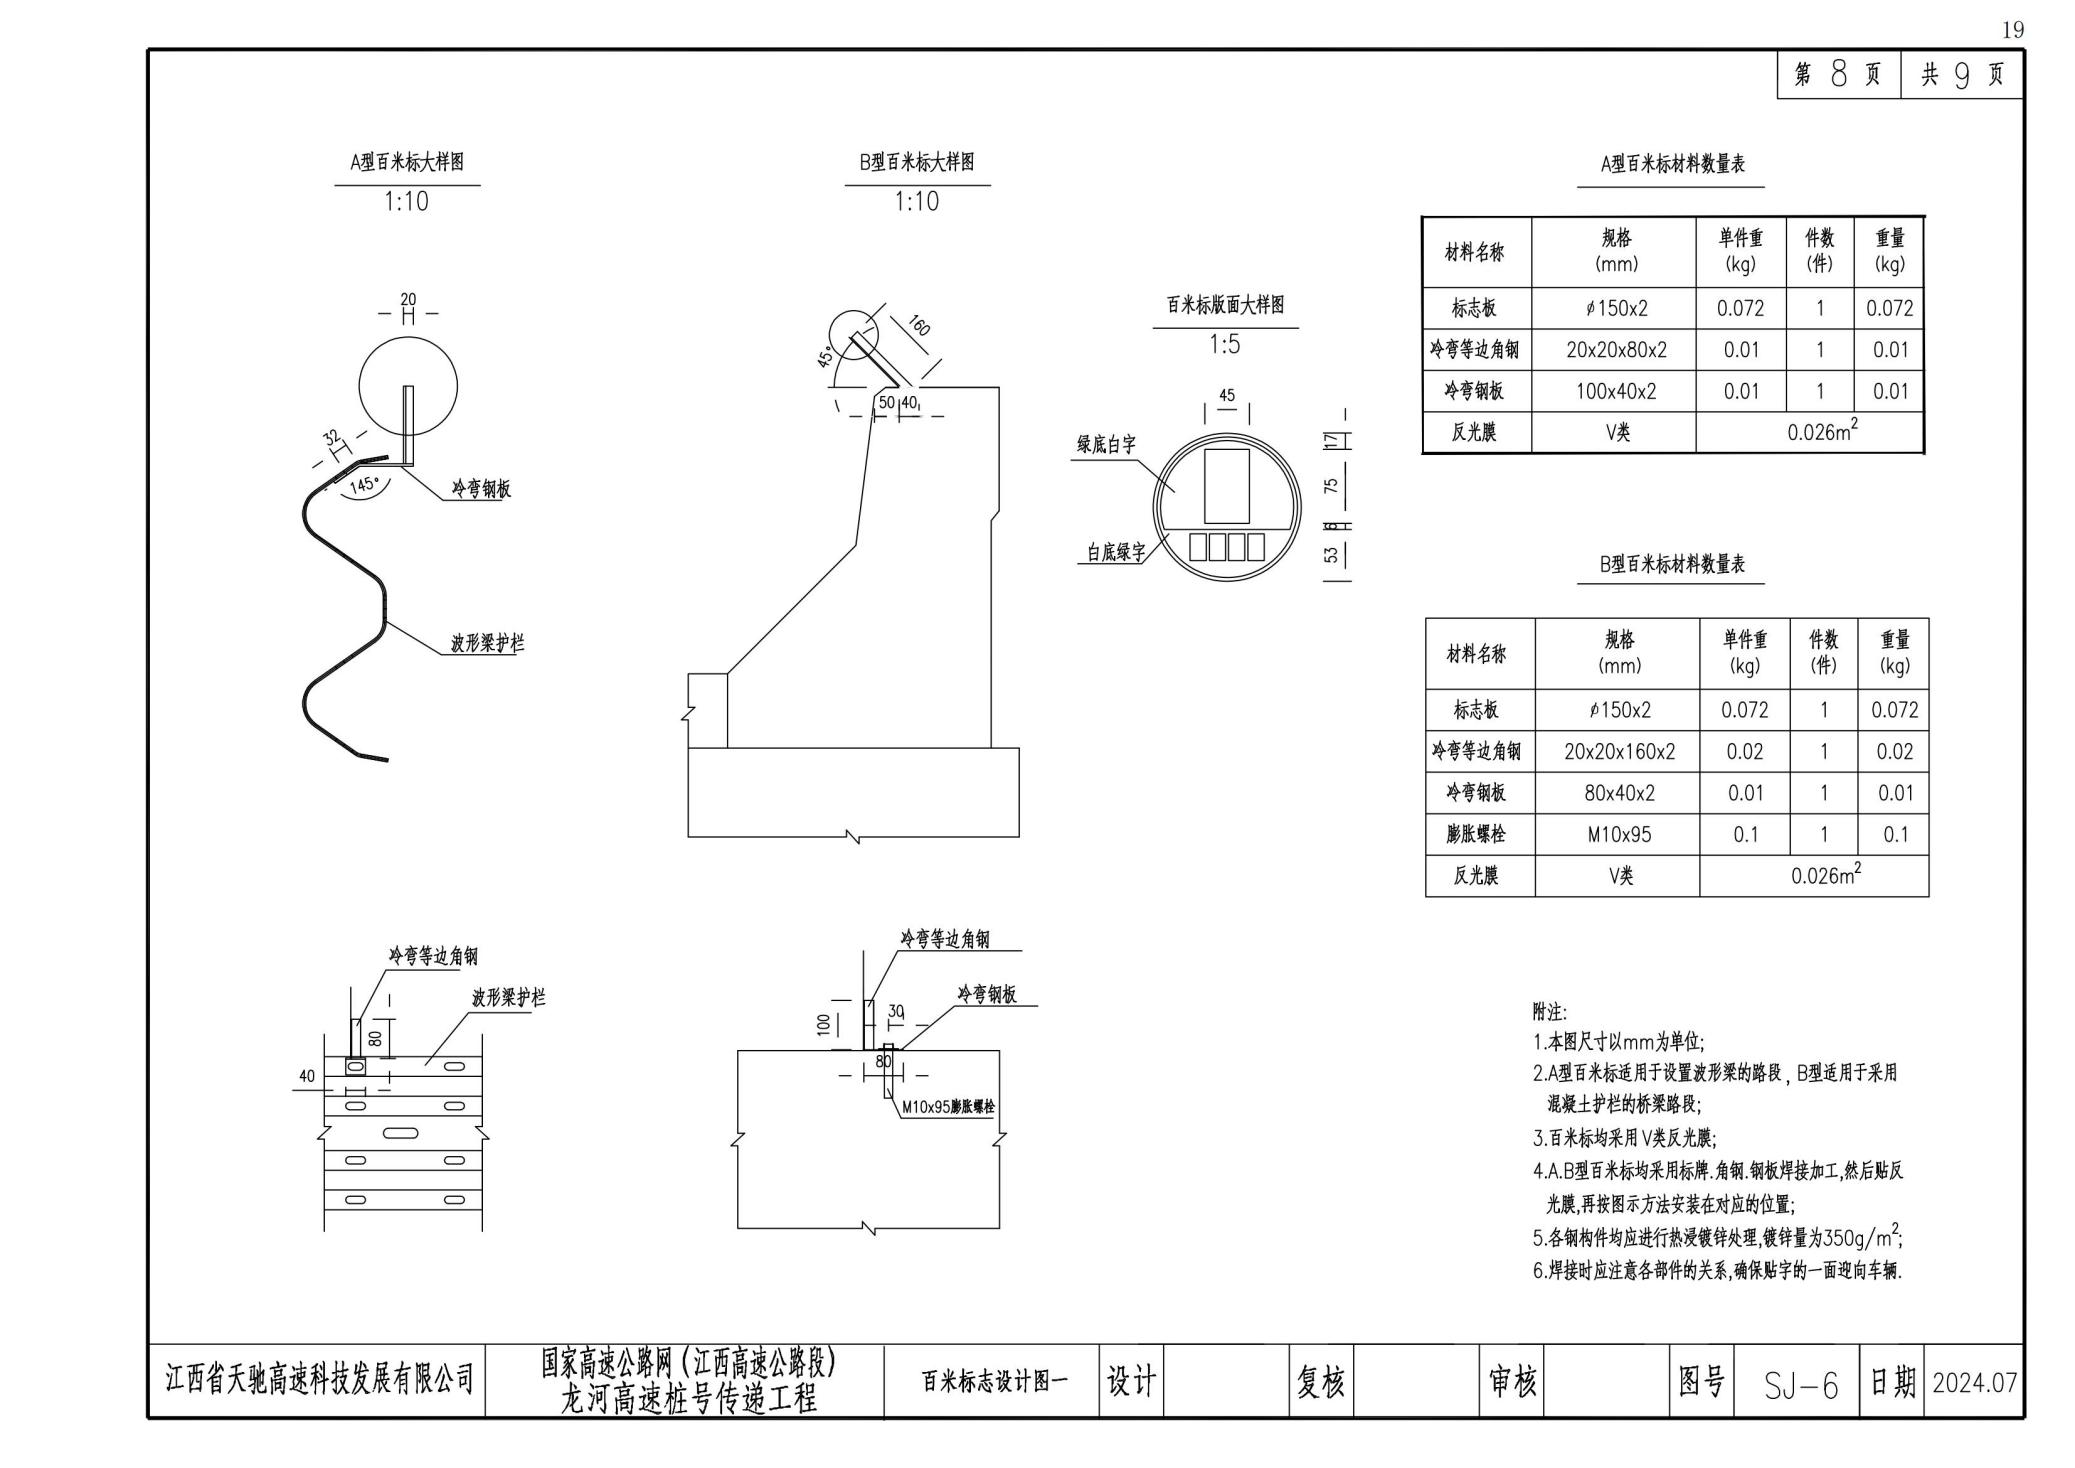 19
第 8 页 共 9 页
A型百米标大样图
1:10
20
32
145°
冷弯钢板
波形梁护栏
B型百米标大样图
1:10
160
45°
50 40
百米标版面大样图
1:5
45
绿底白字
白底绿字
17
75
6
53
A型百米标材料数量表
材料名称 规格(mm) 单件重(kg) 件数(件) 重量(kg)
标志板 ϕ150x2 0.072 1 0.072
冷弯等边角钢 20x20x80x2 0.01 1 0.01
冷弯钢板 100x40x2 0.01 1 0.01
反光膜 V类 0.026m²
B型百米标材料数量表
材料名称 规格(mm) 单件重(kg) 件数(件) 重量(kg)
标志板 ϕ150x2 0.072 1 0.072
冷弯等边角钢 20x20x160x2 0.02 1 0.02
冷弯钢板 80x40x2 0.01 1 0.01
膨胀螺栓 M10x95 0.1 1 0.1
反光膜 V类 0.026m²
冷弯等边角钢
波形梁护栏
80
40
冷弯等边角钢
冷弯钢板
100
30
80
M10x95膨胀螺栓
附注:
1.本图尺寸以mm为单位;
2.A型百米标适用于设置波形梁的路段，B型适用于采用
混凝土护栏的桥梁路段;
3.百米标均采用V类反光膜;
4.A.B型百米标均采用标牌.角钢.钢板焊接加工,然后贴反
光膜,再按图示方法安装在对应的位置;
5.各钢构件均应进行热浸镀锌处理,镀锌量为350g/m²;
6.焊接时应注意各部件的关系,确保贴字的一面迎向车辆.
江西省天驰高速科技发展有限公司
国家高速公路网（江西高速公路段）
龙河高速桩号传递工程
百米标志设计图一
设计 复核 审核 图号 SJ-6 日期 2024.07